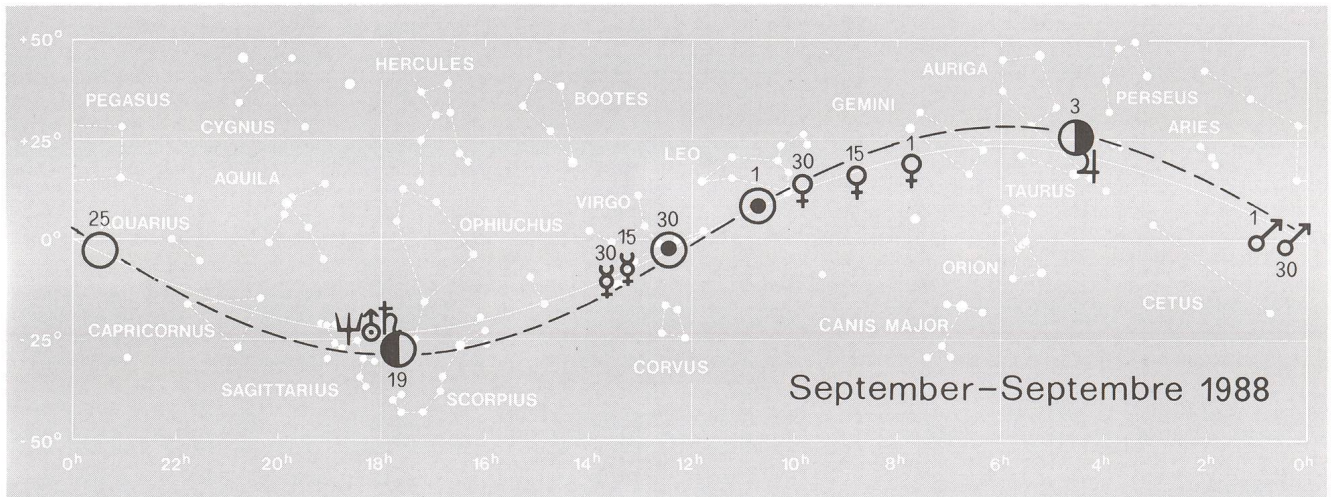 +50°
HERCULES
AURIGA
PEGASUS
CYGNUS
BOOTES
GEMINI
3
PERSEUS
+25°
ARIES
LEO
30
15
1
1
AQUILA
TAURUS
VIRGO
25
QUARIUS
OPHIUCHUS
30
1
0°
15
30
ORION
30
CETUS
CAPRICORNUS
CANIS MAJOR
-25°
CORVUS
19
SAGITTARIUS
SCORPIUS
September–Septembre 1988
-50°
0h 22h 20h 18h 16h 14h 12h 10h 8h 6h 4h 2h 0h